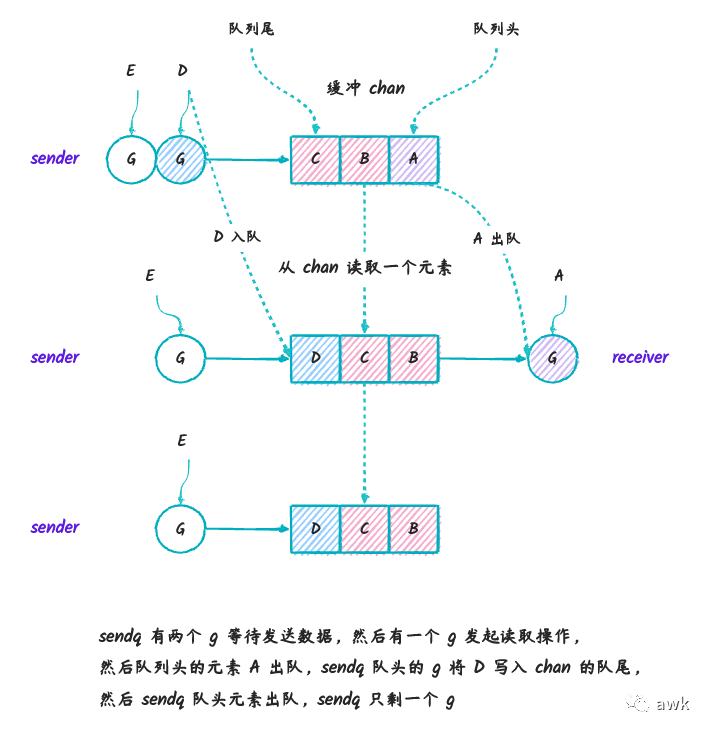 队列尾 队列头
E D 缓冲 chan
sender G G C B A
D 入队 A 出队
从 chan 读取一个元素
E A
sender G D C B G receiver
E
sender G D C B
sendq 有两个 g 等待发送数据，然后有一个 g 发起读取操作，
然后队列头的元素 A 出队，sendq 队头的 g 将 D 写入 chan 的队尾，
然后 sendq 队头元素出队，sendq 只剩一个 g
awk